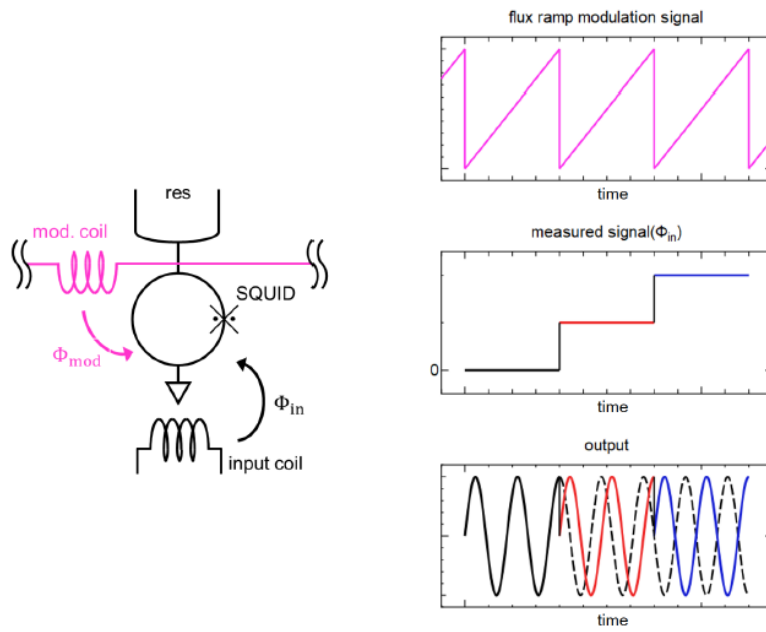 res
mod. coil
SQUID
Φmod
Φin
input coil
flux ramp modulation signal
time
measured signal(Φin)
0
time
output
time